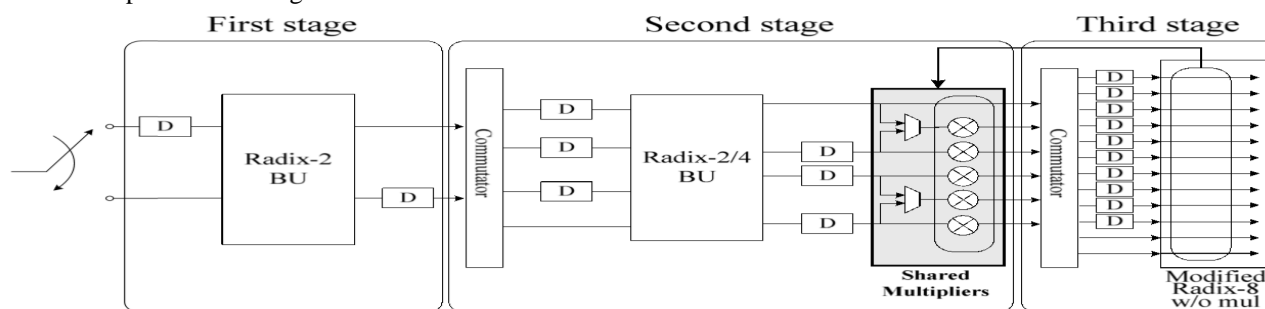 First stage
Second stage
Third stage
D
Radix-2
BU
D
Commutator
D
D
D
Radix-2/4
BU
D
D
D
Shared
Multipliers
Commutator
D
D
D
D
D
D
D
D
D
D
Modified
Radix-8
w/o mul